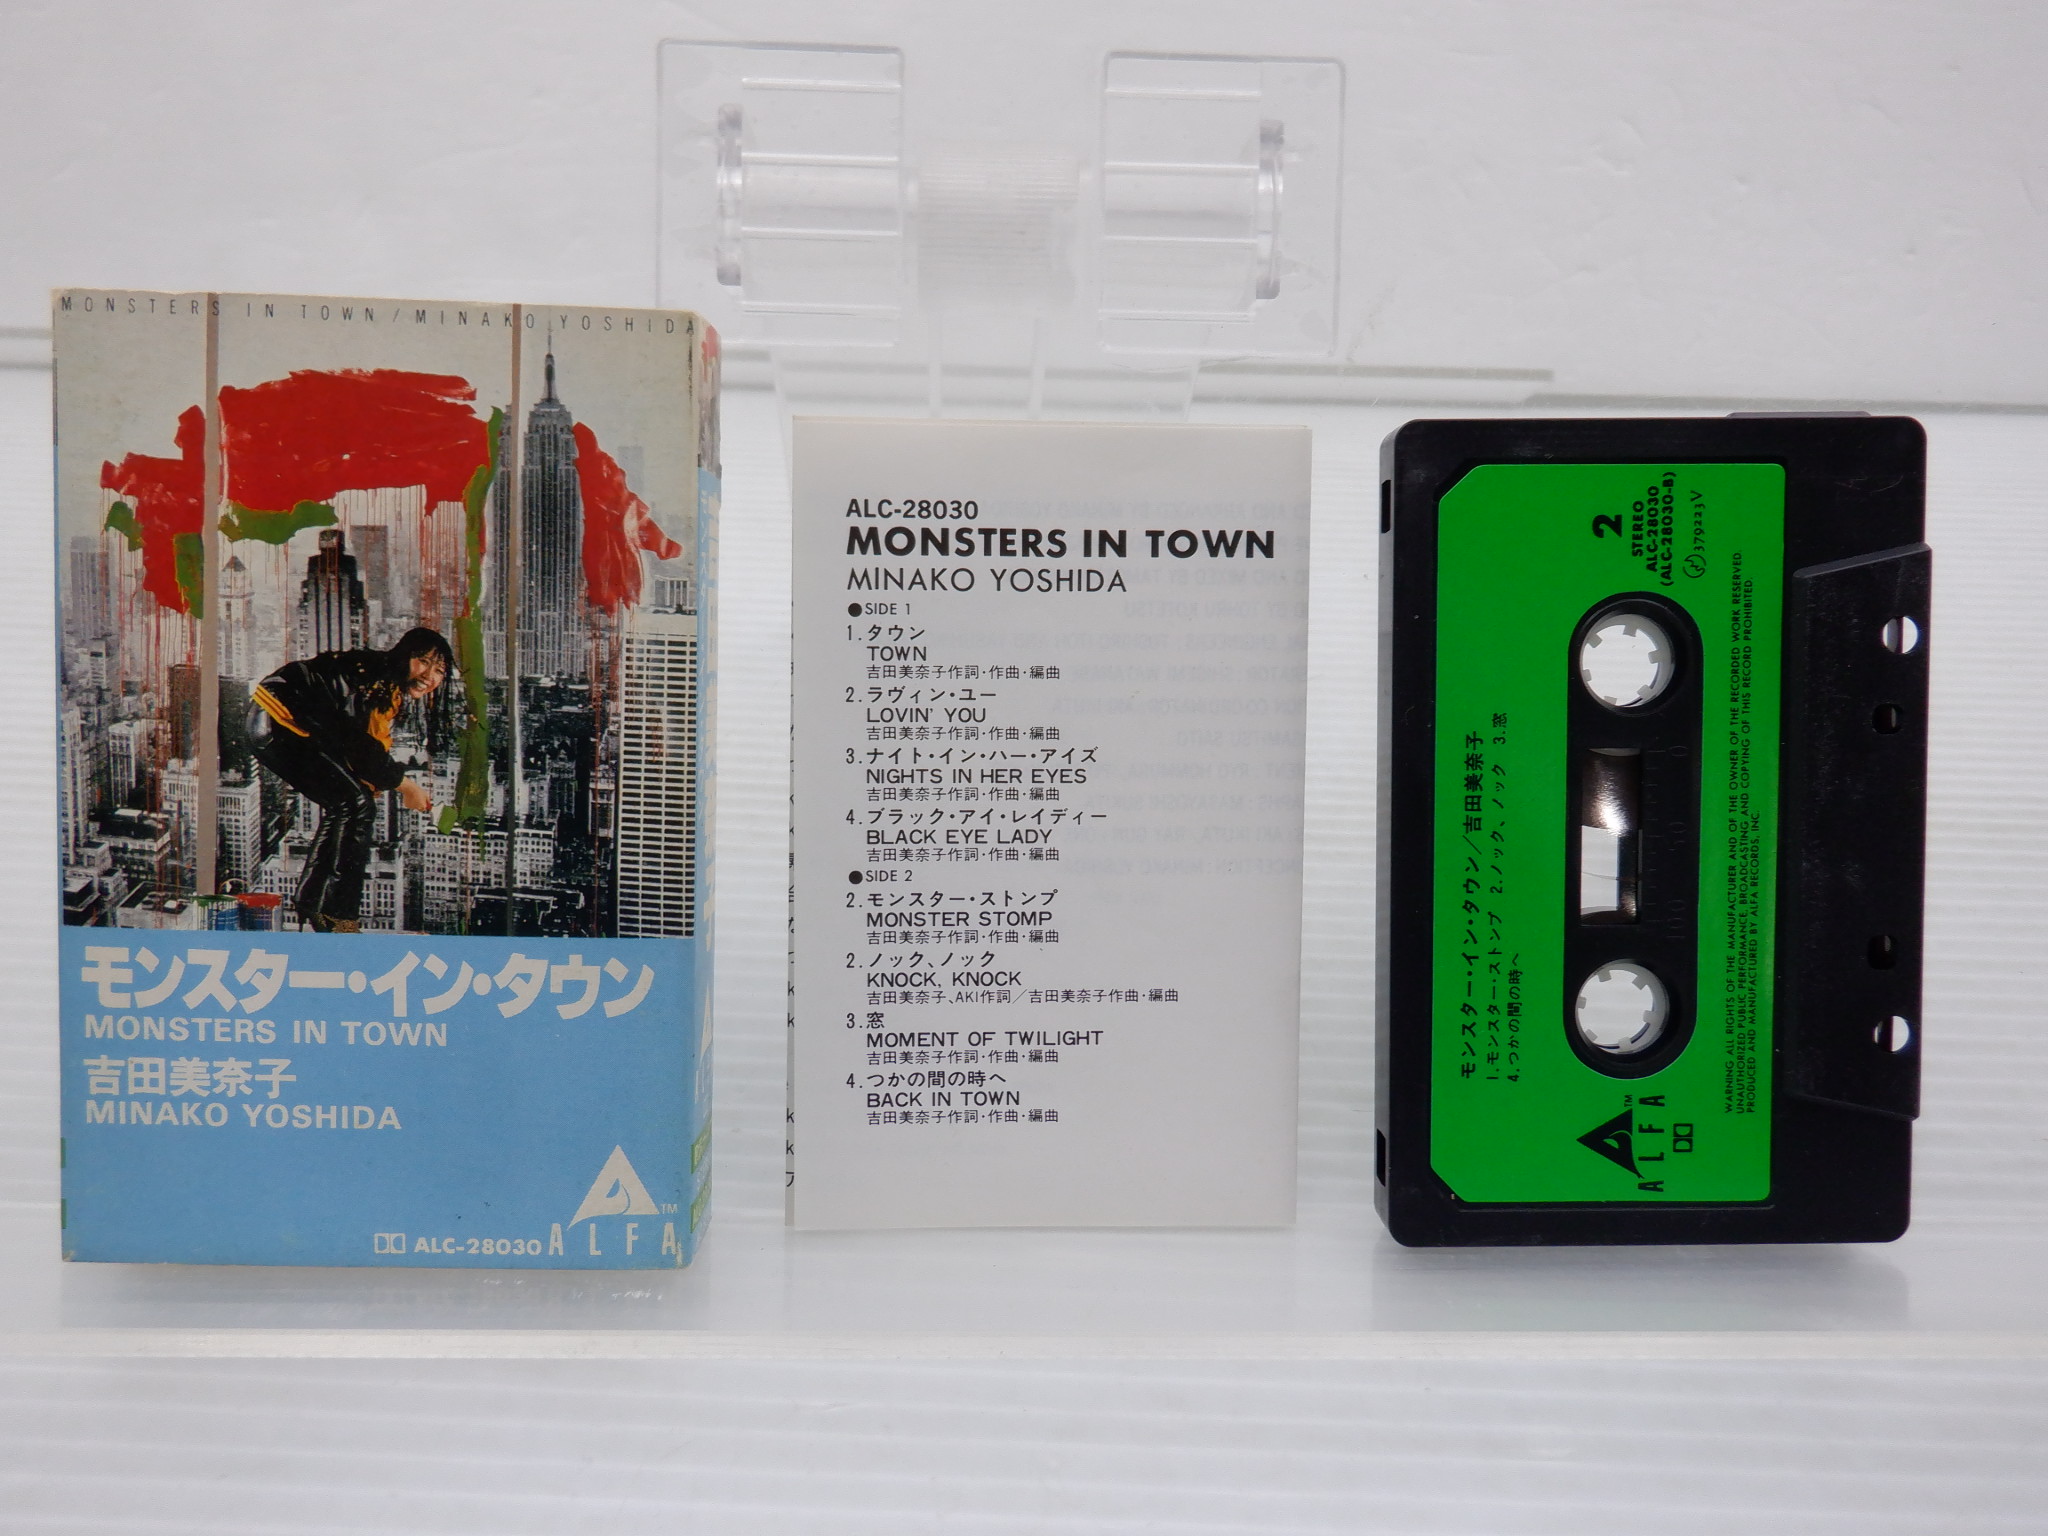 MONSTERS IN TOWN / MINAKO YOSHIDA
モンスター・イン・タウン
MONSTERS IN TOWN
吉田美奈子
MINAKO YOSHIDA
ALC-28030
ALFA
TM
ALC-28030
MONSTERS IN TOWN
MINAKO YOSHIDA
●SIDE 1
1. タウン
TOWN
吉田美奈子作詞・作曲・編曲
2. ラヴィン・ユー
LOVIN' YOU
吉田美奈子作詞・作曲・編曲
3. ナイト・イン・ハー・アイズ
NIGHTS IN HER EYES
吉田美奈子作詞・作曲・編曲
4. ブラック・アイ・レイディー
BLACK EYE LADY
吉田美奈子作詞・作曲・編曲
●SIDE 2
2. モンスター・ストンプ
MONSTER STOMP
吉田美奈子作詞・作曲・編曲
2. ノック、ノック
KNOCK, KNOCK
吉田美奈子、AKI作詞／吉田美奈子作曲・編曲
3. 窓
MOMENT OF TWILIGHT
吉田美奈子作詞・作曲・編曲
4. つかの間の時へ
BACK IN TOWN
吉田美奈子作詞・作曲・編曲
2
STEREO
ALC-28030
(ALC-28030-B)
379223V
モンスター・イン・タウン／吉田美奈子
1.モンスター・ストンプ 2.ノック、ノック 3.窓
4.つかの間の時へ
ALFA
TM
WARNING ALL RIGHTS OF THE MANUFACTURER AND OF THE OWNER OF THE RECORDED WORK RESERVED
UNAUTHORIZED PUBLIC PERFORMANCE, BROADCASTING AND COPYING OF THIS RECORD PROHIBITED.
PRODUCED AND MANUFACTURED BY ALFA RECORDS, INC.
100 50 0